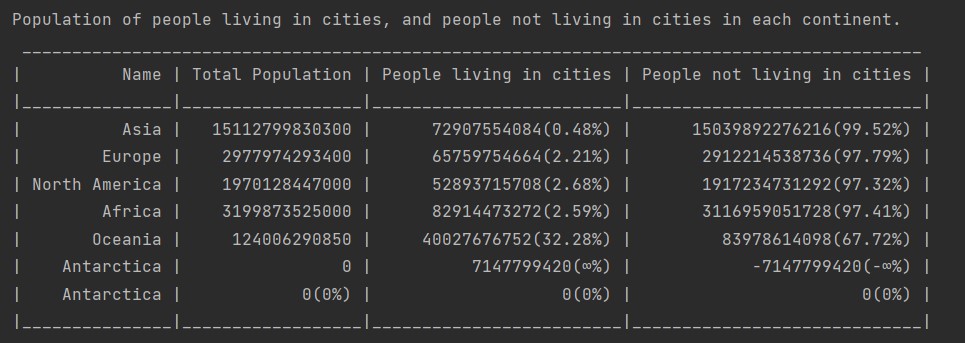 Population of people living in cities, and people not living in cities in each continent.
| Name | Total Population | People living in cities | People not living in cities |
| Asia | 15112799830300 | 72907554084(0.48%) | 15039892276216(99.52%) |
| Europe | 2977974293400 | 65759754664(2.21%) | 2912214538736(97.79%) |
| North America | 1970128447000 | 52893715708(2.68%) | 1917234731292(97.32%) |
| Africa | 3199873525000 | 82914473272(2.59%) | 3116959051728(97.41%) |
| Oceania | 124006290850 | 40027676752(32.28%) | 83978614098(67.72%) |
| Antarctica | 0 | 7147799420(∞%) | -7147799420(-∞%) |
| Antarctica | 0(0%) | 0(0%) | 0(0%) |